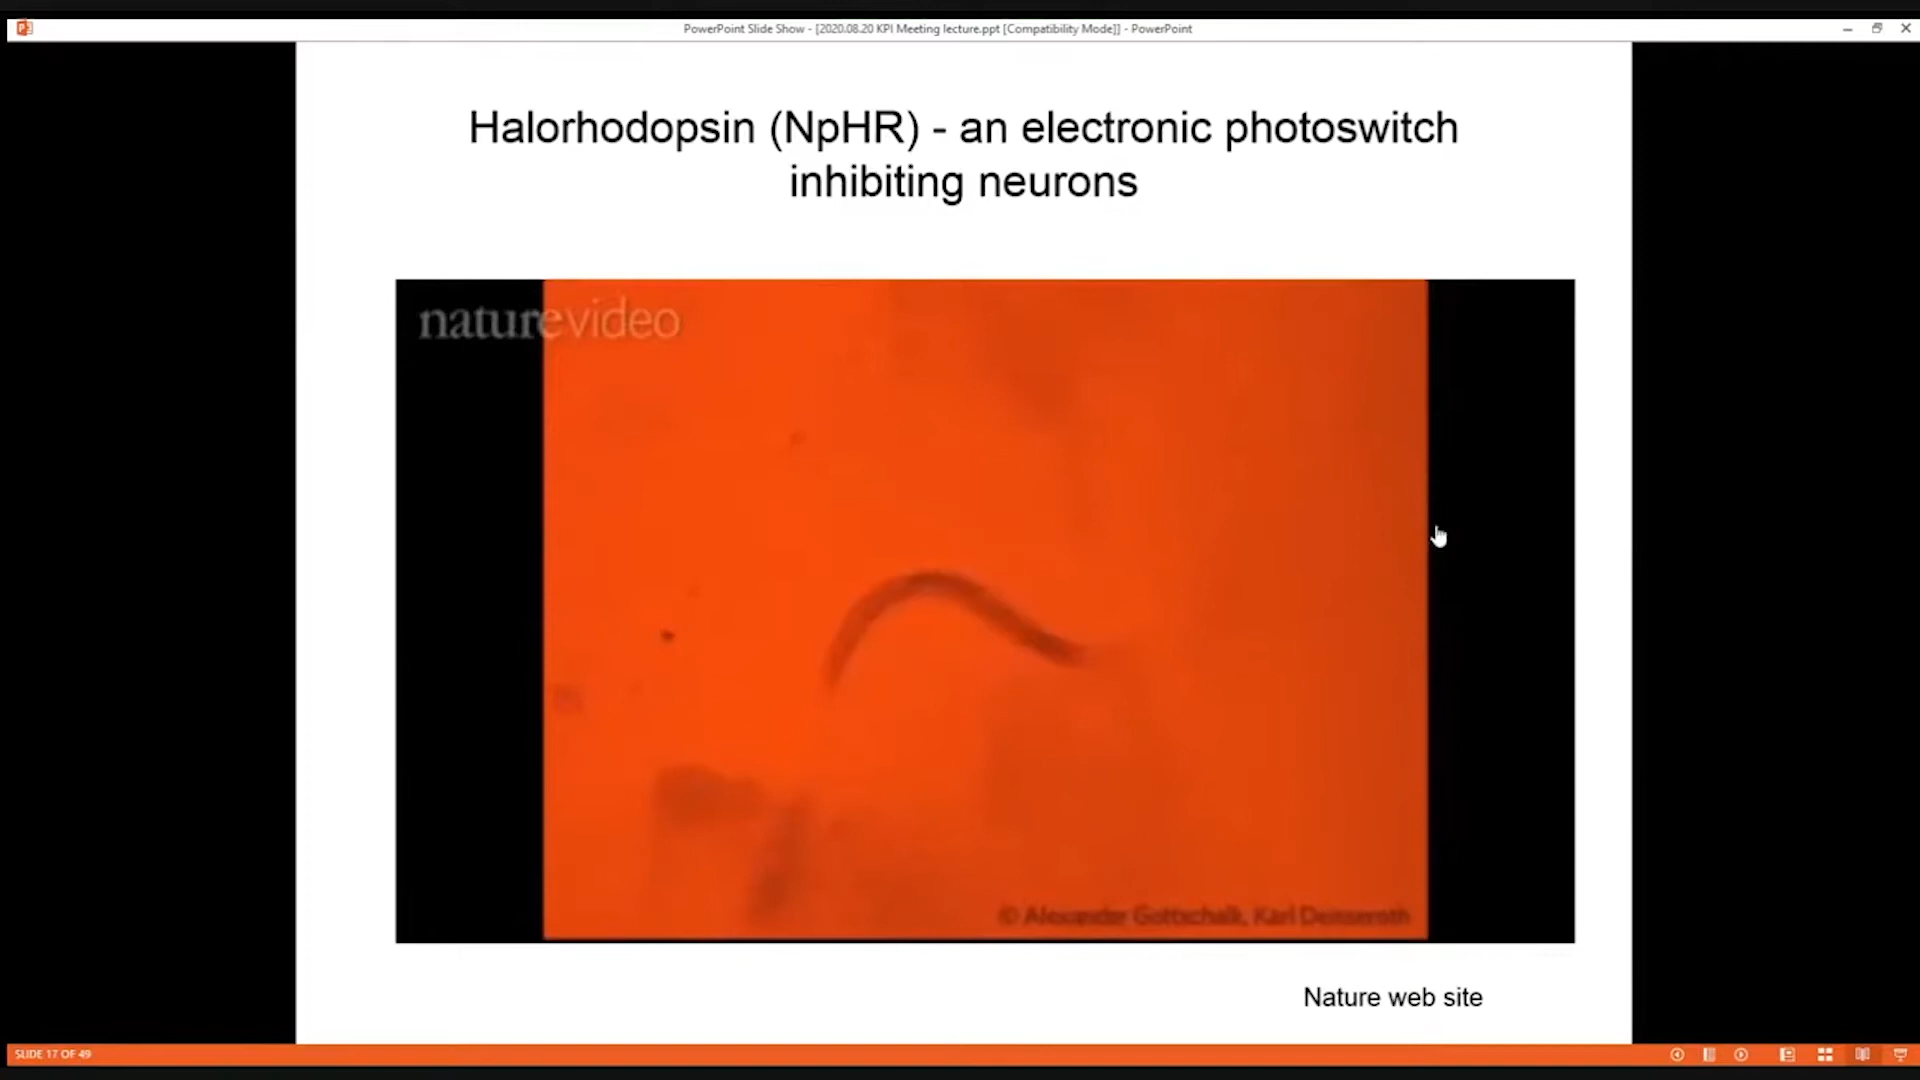 PowerPoint Slide Show - [2020.08.20 KPI Meeting lecture.ppt [Compatibility Mode]] - PowerPoint
Halorhodopsin (NpHR) - an electronic photoswitch
inhibiting neurons
naturevideo
© Alexander Gottschalk, Karl Deisseroth
Nature web site
SLIDE 17 OF 49